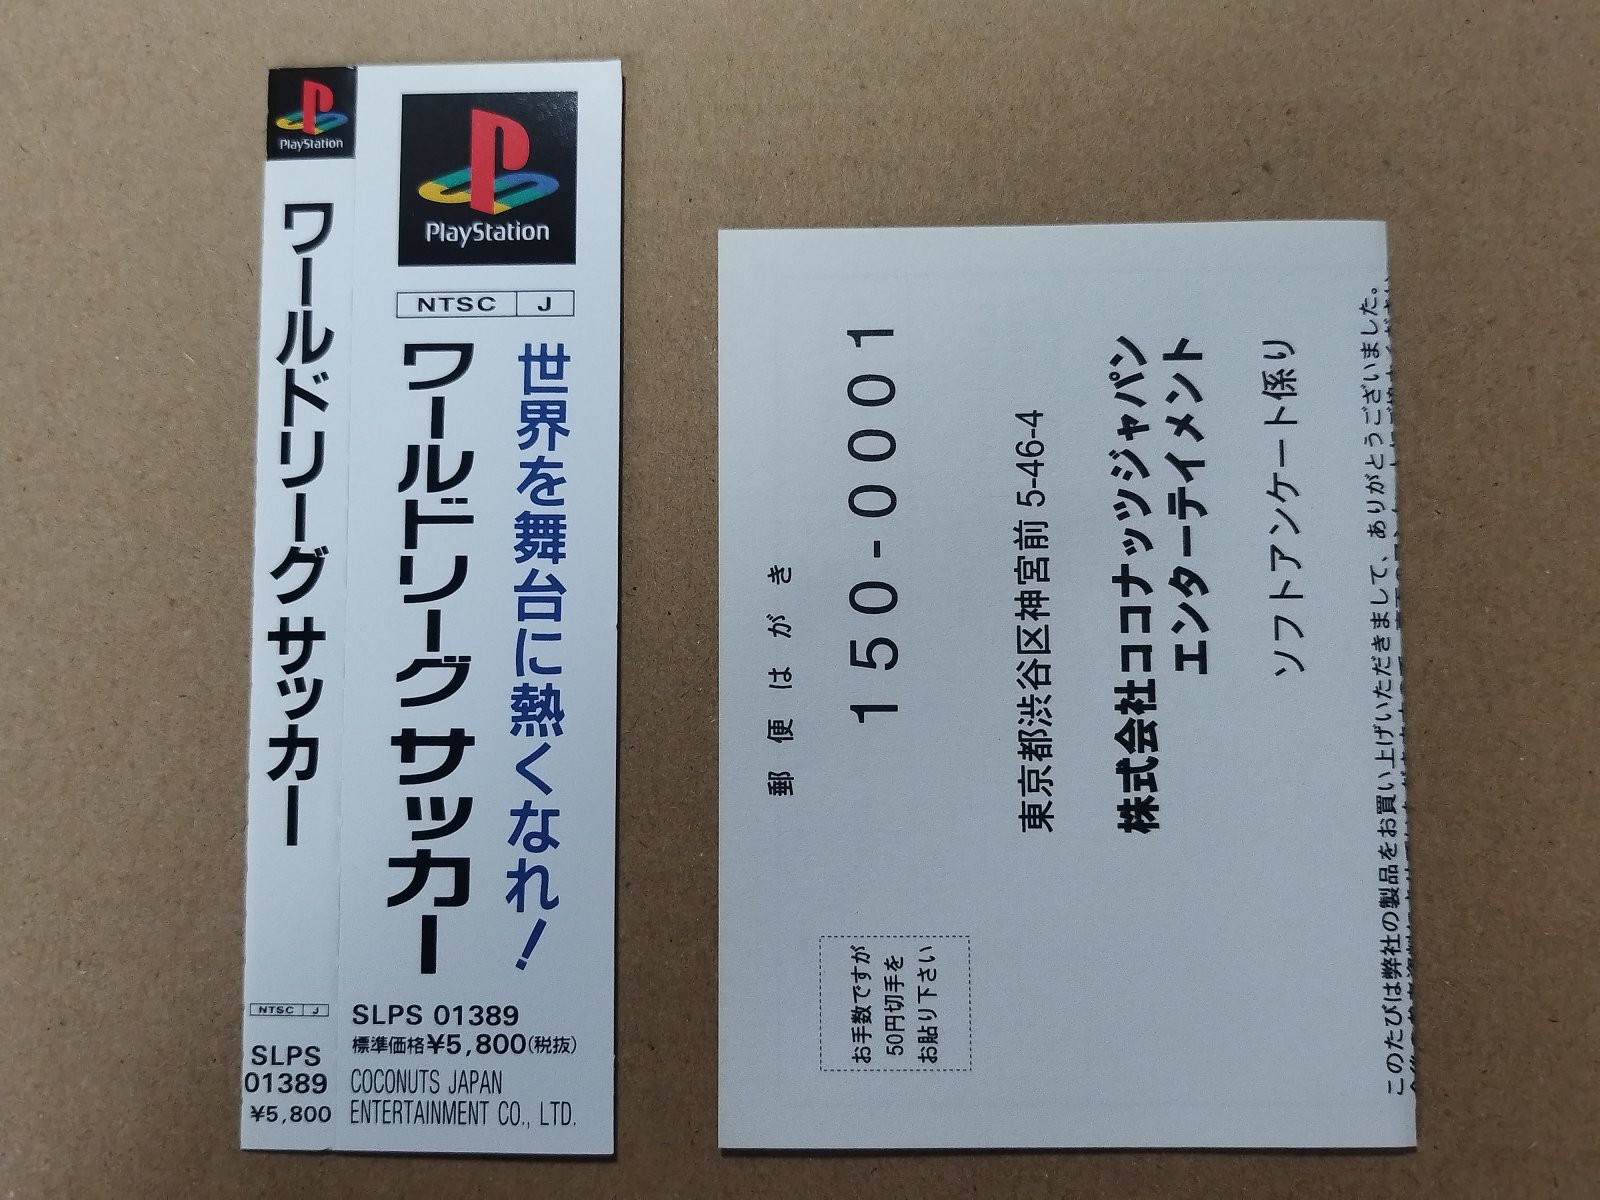 PlayStation
ワールドリーグサッカー
NTSC J
SLPS
01389
¥5,800
PlayStation
NTSC J
世界を舞台に熱くなれ!
ワールドリーグサッカー
SLPS 01389
標準価格¥5,800(税抜)
COCONUTS JAPAN
ENTERTAINMENT CO., LTD.
郵便はがき
150-0001
お手数ですが
50円切手を
お貼り下さい
東京都渋谷区神宮前 5-46-4
株式会社ココナッツジャパン
エンターテイメント
ソフトアンケート係り
このたびは弊社の製品をお買い上げいただきまして、ありがとうございました。